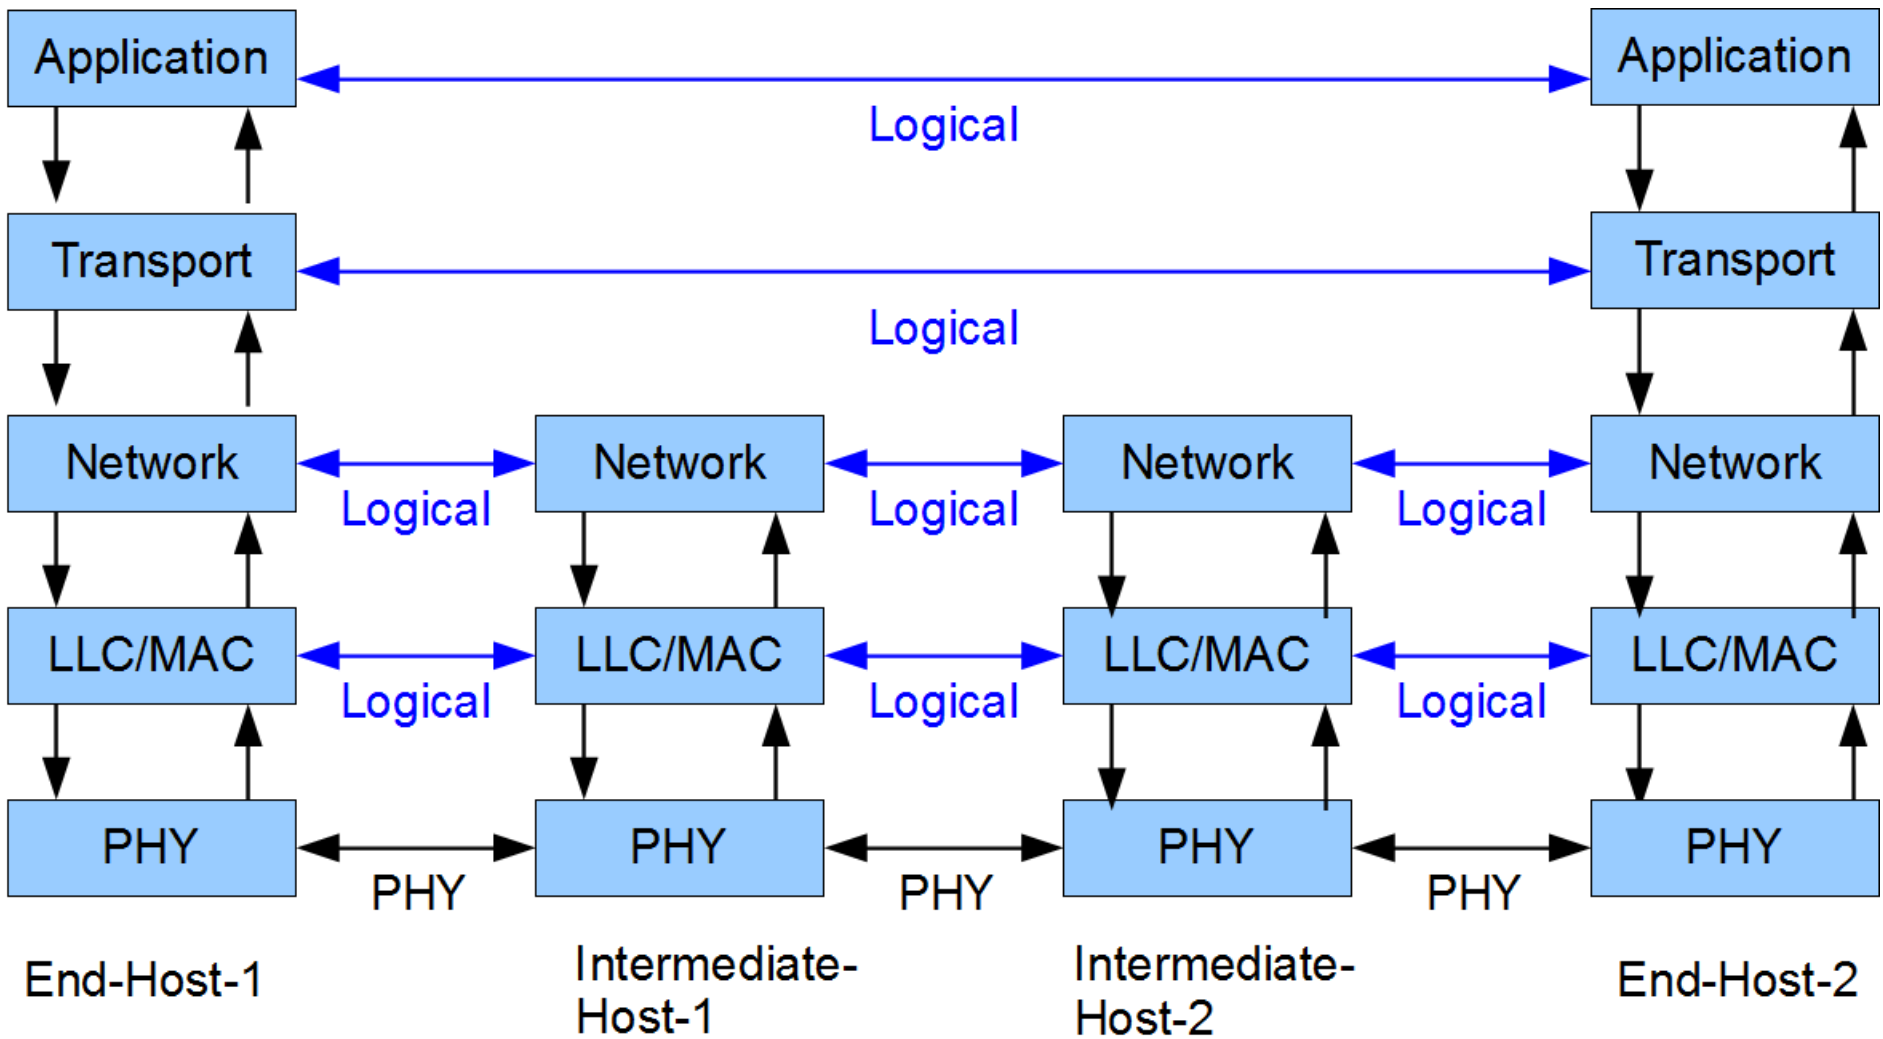 Application
Application
Logical
Transport
Transport
Logical
Network
Network
Network
Network
Logical
Logical
Logical
LLC/MAC
LLC/MAC
LLC/MAC
LLC/MAC
Logical
Logical
Logical
PHY
PHY
PHY
PHY
PHY
PHY
PHY
End-Host-1
Intermediate-
Host-1
Intermediate-
Host-2
End-Host-2